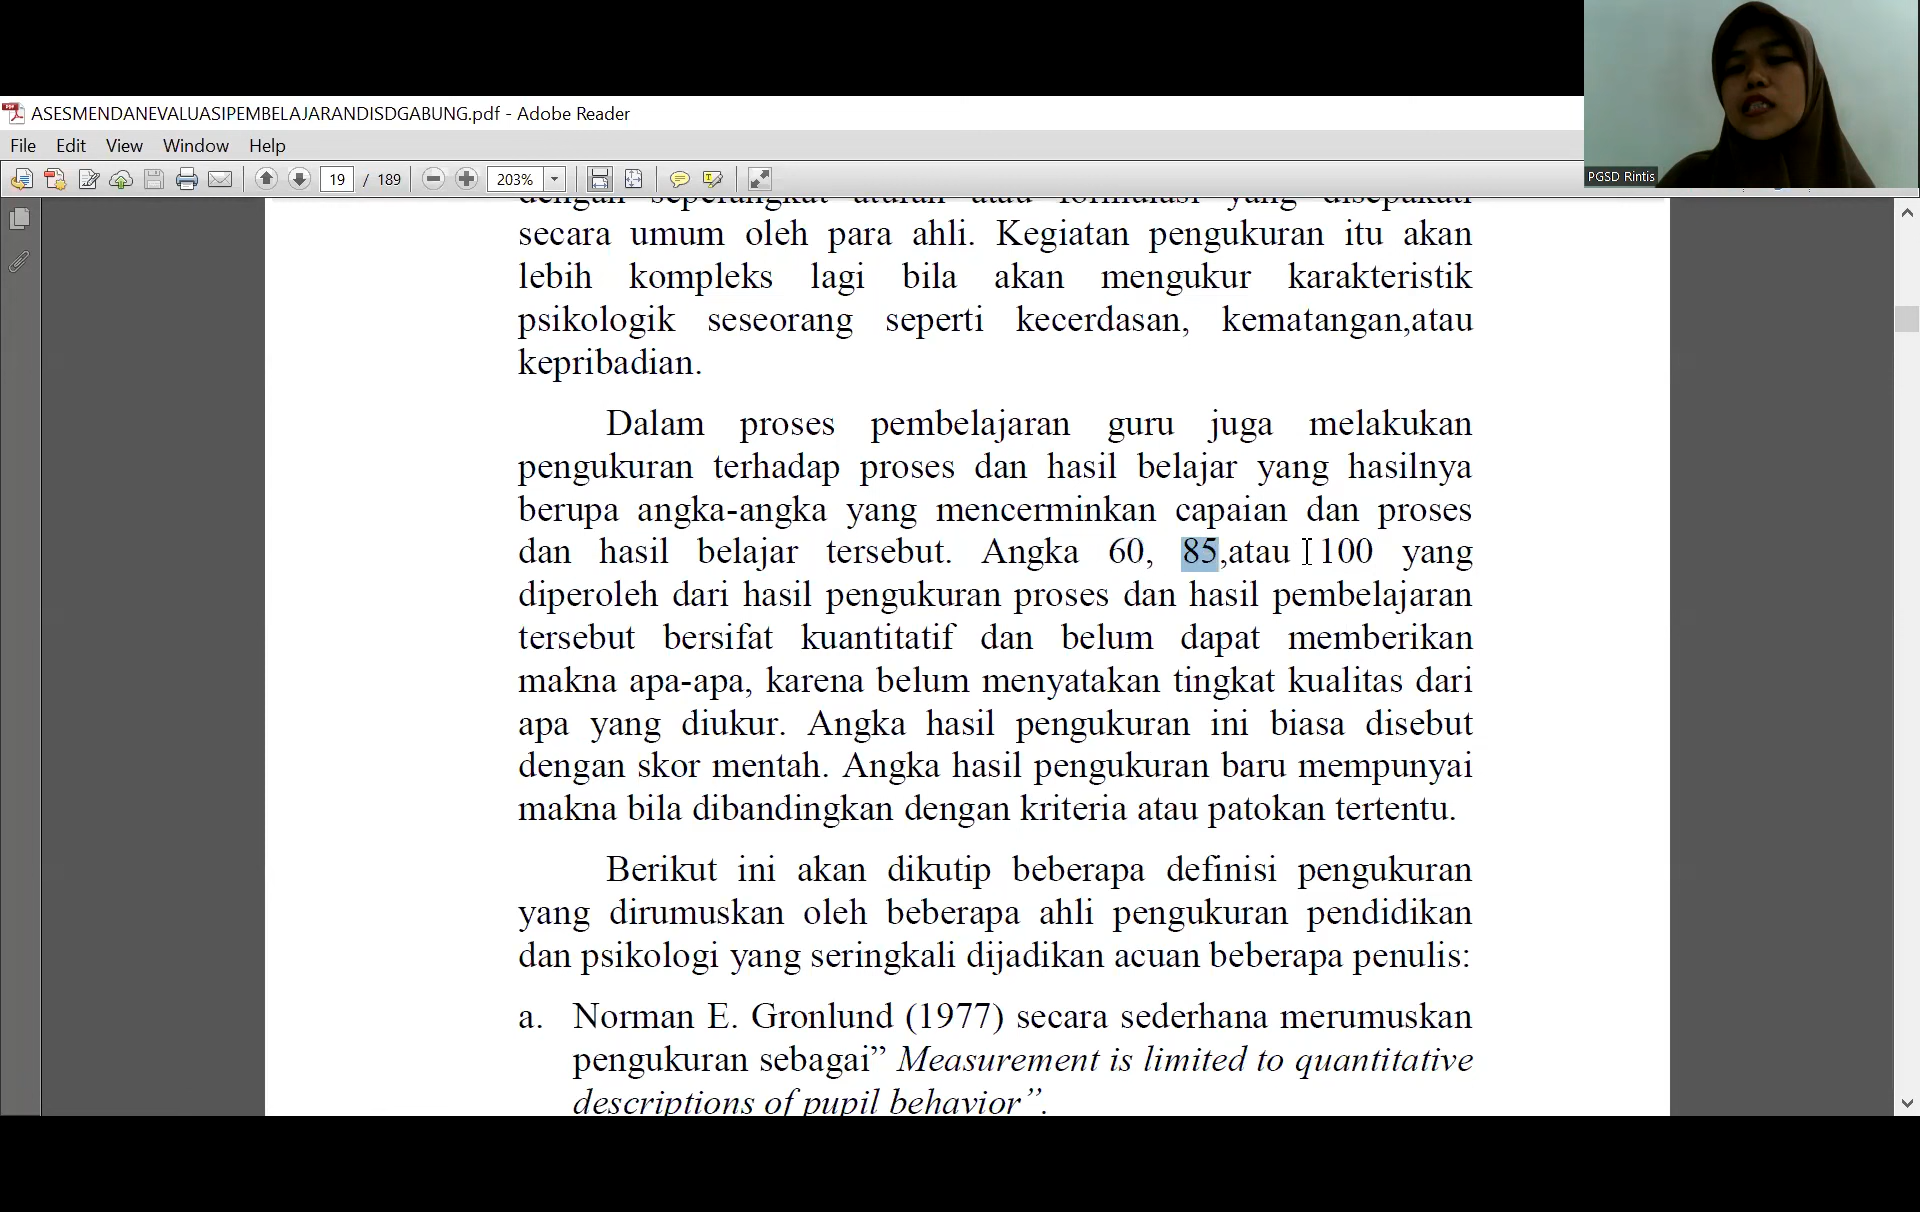 PGSD Rintis
ASESMENDANEVALUASIPEMBELAJARANDISDGABUNG.pdf - Adobe Reader
File Edit View Window Help
19 / 189 203%
dengan seperangkat aturan atau formulasi yang disepakati
secara umum oleh para ahli. Kegiatan pengukuran itu akan
lebih kompleks lagi bila akan mengukur karakteristik
psikologik seseorang seperti kecerdasan, kematangan,atau
kepribadian.
Dalam proses pembelajaran guru juga melakukan
pengukuran terhadap proses dan hasil belajar yang hasilnya
berupa angka-angka yang mencerminkan capaian dan proses
dan hasil belajar tersebut. Angka 60, 85,atau 100 yang
diperoleh dari hasil pengukuran proses dan hasil pembelajaran
tersebut bersifat kuantitatif dan belum dapat memberikan
makna apa-apa, karena belum menyatakan tingkat kualitas dari
apa yang diukur. Angka hasil pengukuran ini biasa disebut
dengan skor mentah. Angka hasil pengukuran baru mempunyai
makna bila dibandingkan dengan kriteria atau patokan tertentu.
Berikut ini akan dikutip beberapa definisi pengukuran
yang dirumuskan oleh beberapa ahli pengukuran pendidikan
dan psikologi yang seringkali dijadikan acuan beberapa penulis:
a. Norman E. Gronlund (1977) secara sederhana merumuskan
pengukuran sebagai” Measurement is limited to quantitative
descriptions of pupil behavior”.